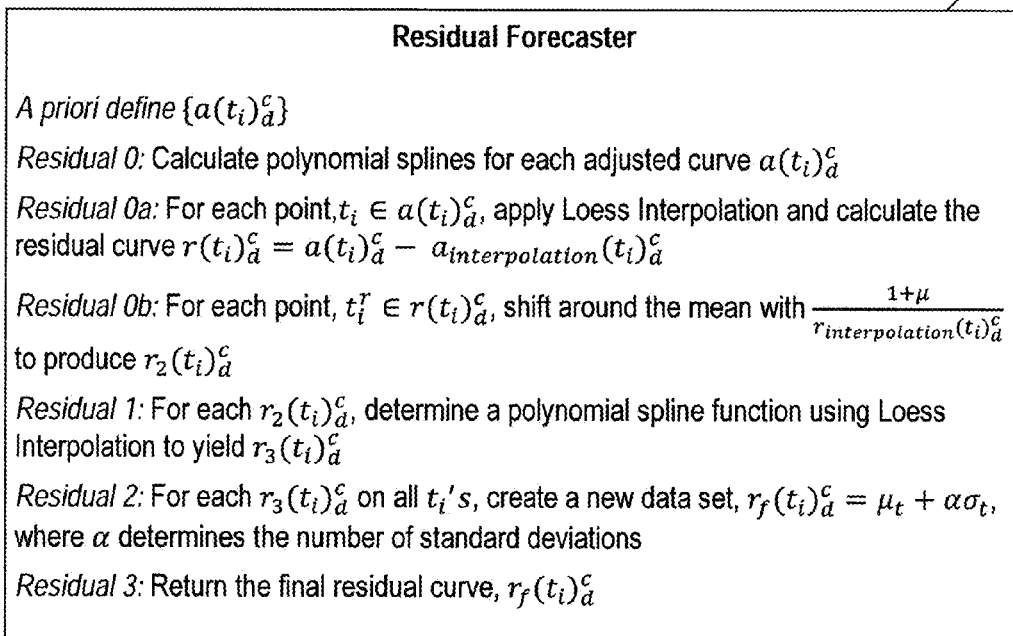 Residual Forecaster
A priori define {a(t_i)_d^c}
Residual 0: Calculate polynomial splines for each adjusted curve a(t_i)_d^c
Residual 0a: For each point,t_i ∈ a(t_i)_d^c, apply Loess Interpolation and calculate the
residual curve r(t_i)_d^c = a(t_i)_d^c − a_{interpolation}(t_i)_d^c
Residual 0b: For each point, t_i^r ∈ r(t_i)_d^c, shift around the mean with \frac{1+μ}{r_{interpolation}(t_i)_d^c}
to produce r_2(t_i)_d^c
Residual 1: For each r_2(t_i)_d^c, determine a polynomial spline function using Loess
Interpolation to yield r_3(t_i)_d^c
Residual 2: For each r_3(t_i)_d^c on all t_i's, create a new data set, r_f(t_i)_d^c = μ_t + ασ_t,
where α determines the number of standard deviations
Residual 3: Return the final residual curve, r_f(t_i)_d^c